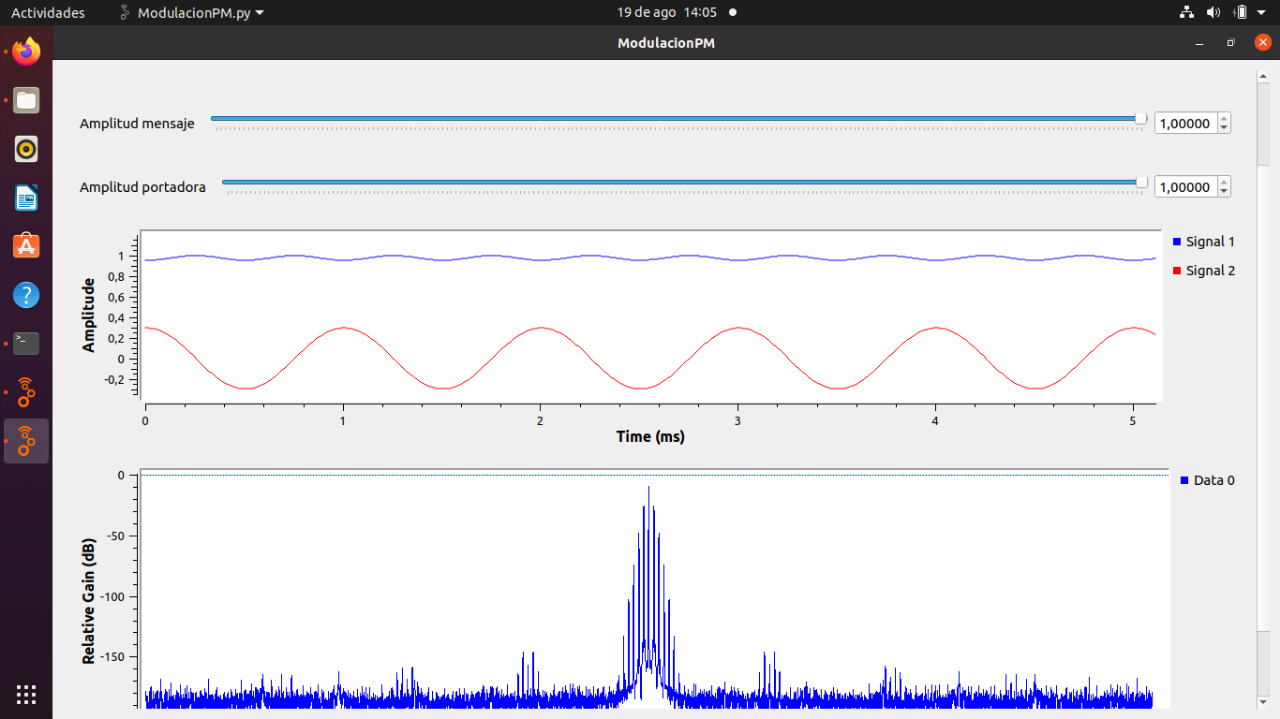 Actividades ModulacionPM.py 19 de ago 14:05
ModulacionPM
Amplitud mensaje 1,00000
Amplitud portadora 1,00000
Signal 1
Signal 2
Amplitude
1
0,8
0,6
0,4
0,2
0
-0,2
0 1 2 3 4 5
Time (ms)
Data 0
Relative Gain (dB)
0
-50
-100
-150